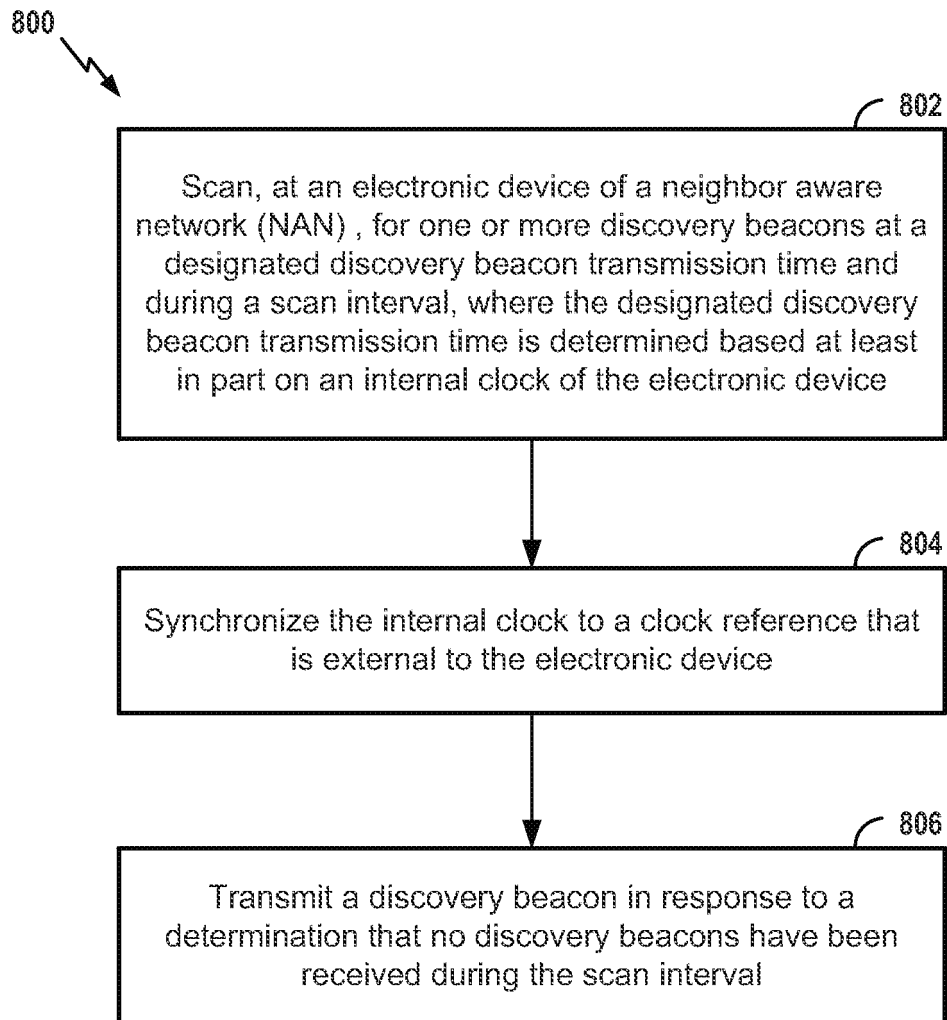 800
802
Scan, at an electronic device of a neighbor aware
network (NAN) , for one or more discovery beacons at a
designated discovery beacon transmission time and
during a scan interval, where the designated discovery
beacon transmission time is determined based at least
in part on an internal clock of the electronic device
804
Synchronize the internal clock to a clock reference that
is external to the electronic device
806
Transmit a discovery beacon in response to a
determination that no discovery beacons have been
received during the scan interval